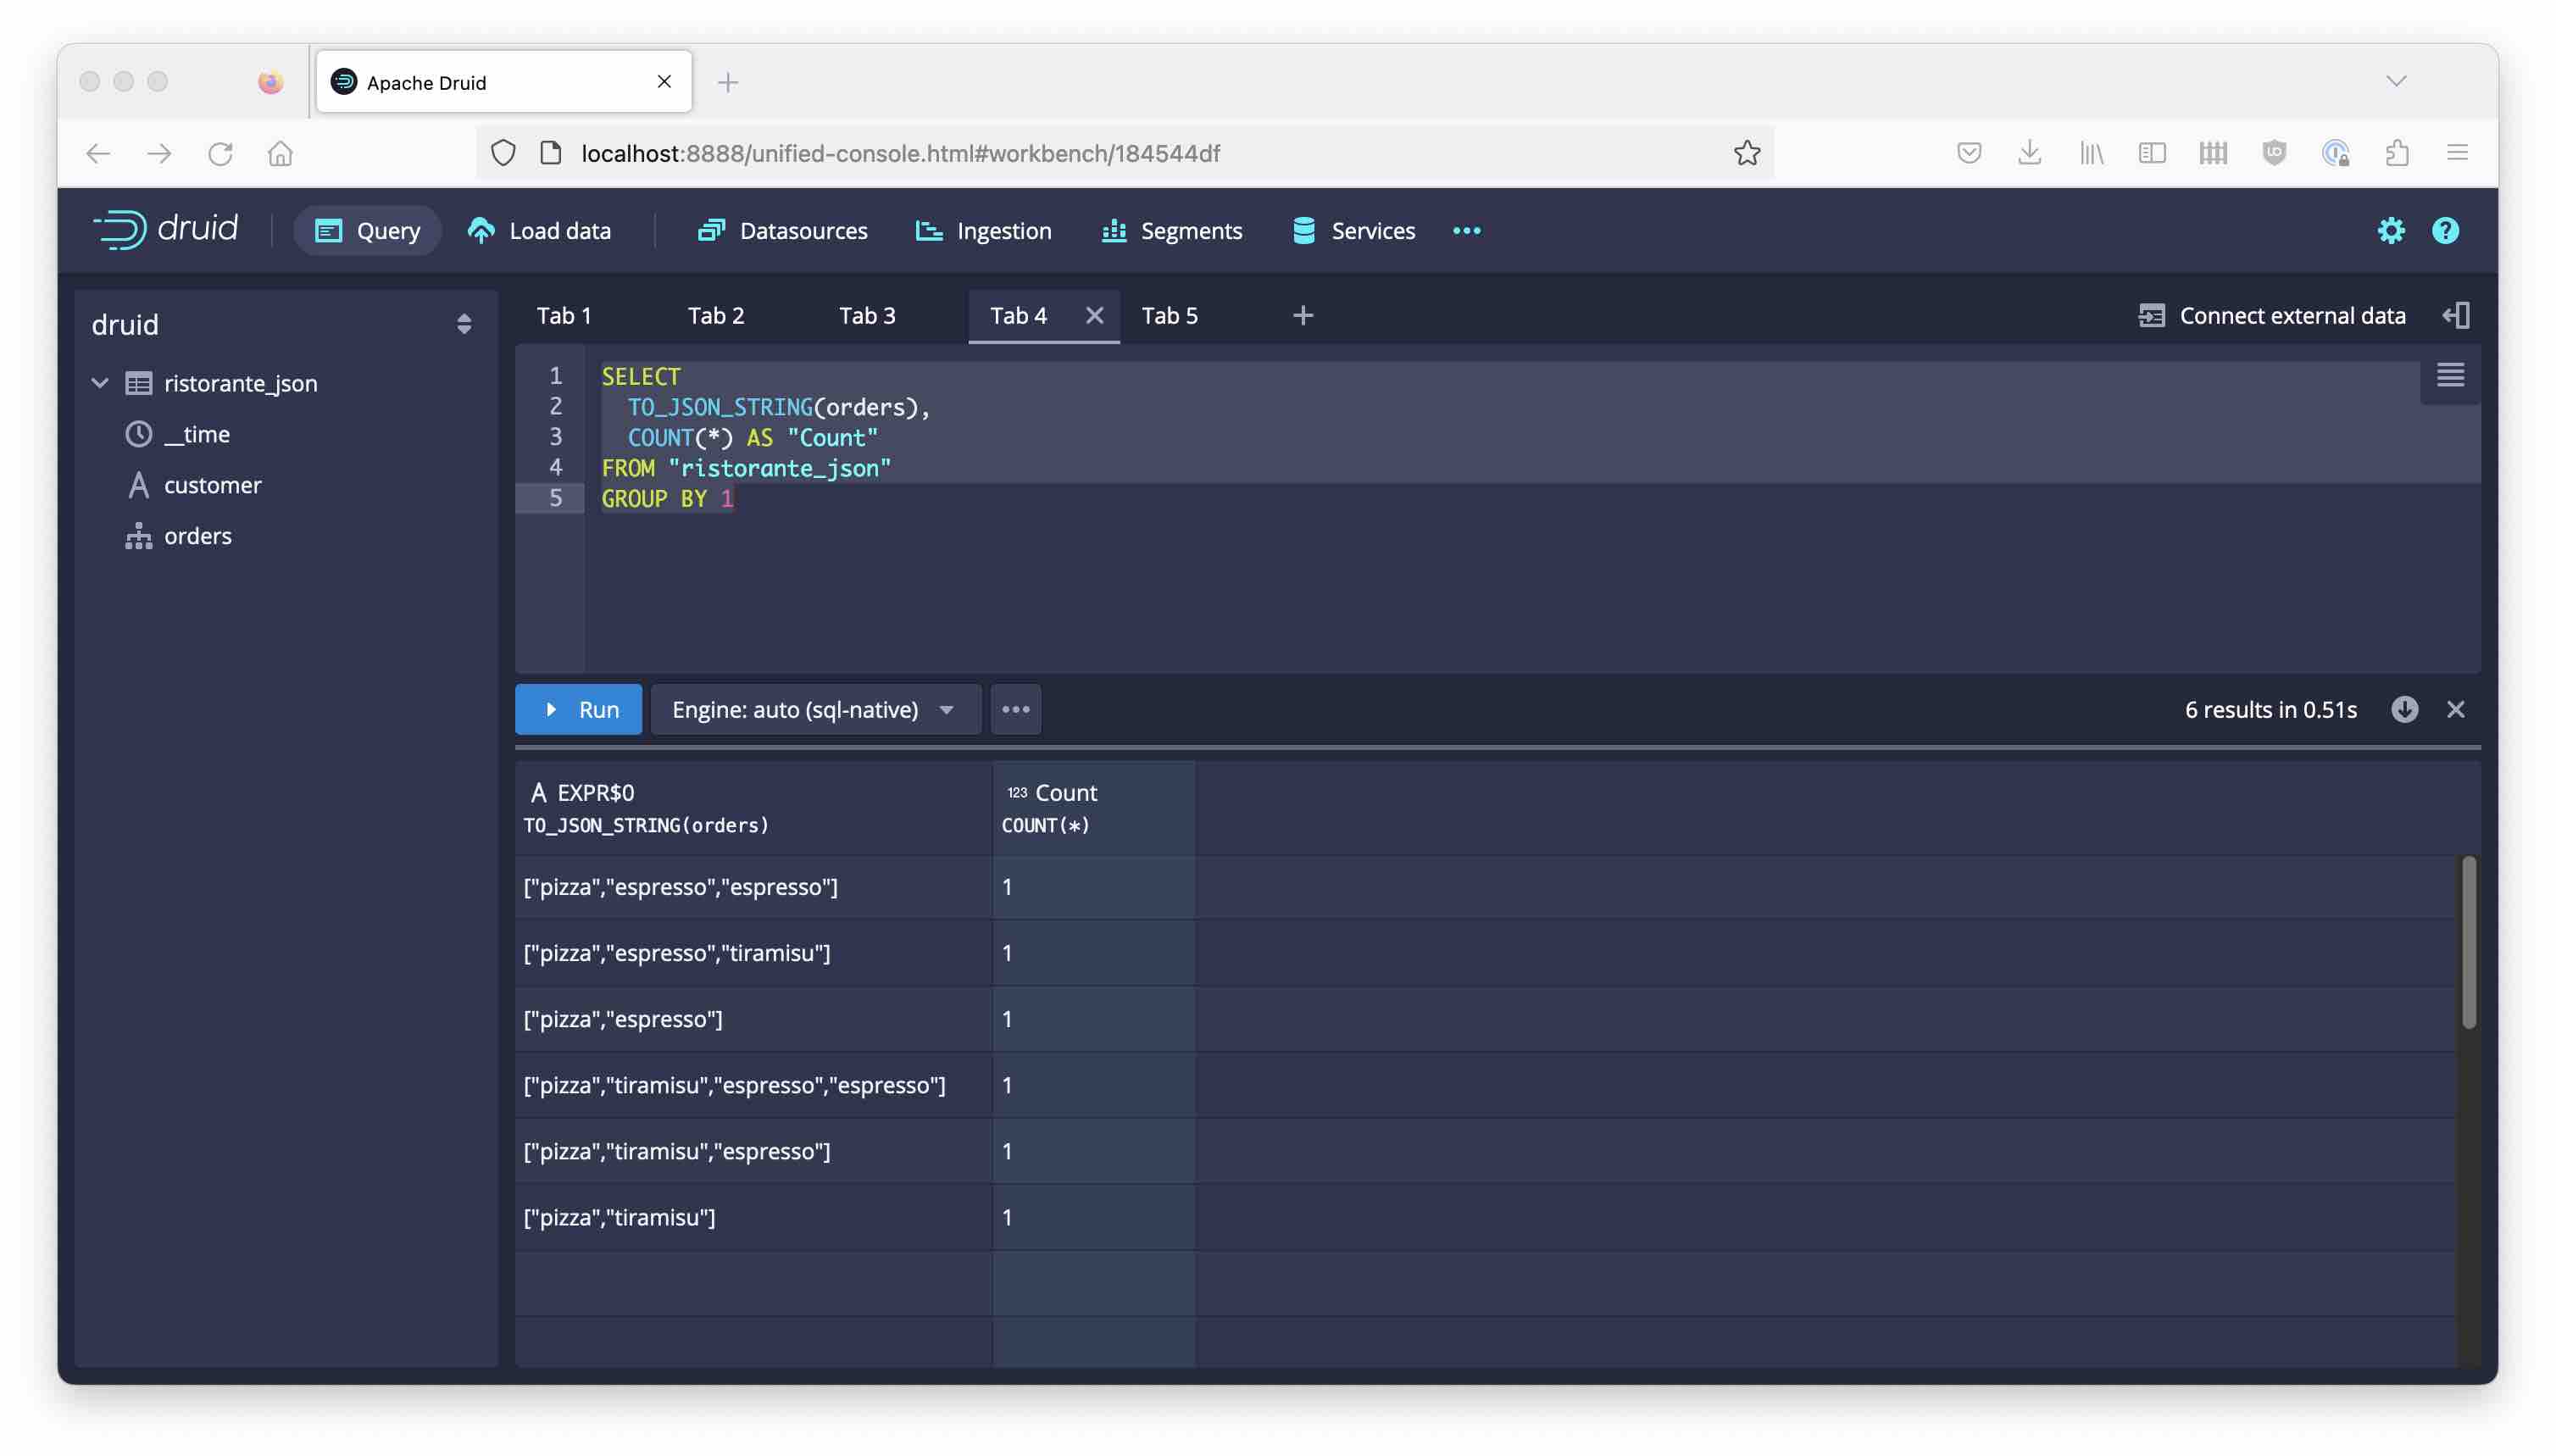 Apache Druid
localhost:8888/unified-console.html#workbench/184544df
druid
Query
Load data
Datasources
Ingestion
Segments
Services
druid
ristorante_json
__time
customer
orders
Tab 1
Tab 2
Tab 3
Tab 4
Tab 5
Connect external data
1 SELECT
2 TO_JSON_STRING(orders),
3 COUNT(*) AS "Count"
4 FROM "ristorante_json"
5 GROUP BY 1
Run
Engine: auto (sql-native)
6 results in 0.51s
A EXPR$0
TO_JSON_STRING(orders)
123 Count
COUNT(*)
["pizza","espresso","espresso"] 1
["pizza","espresso","tiramisu"] 1
["pizza","espresso"] 1
["pizza","tiramisu","espresso","espresso"] 1
["pizza","tiramisu","espresso"] 1
["pizza","tiramisu"] 1